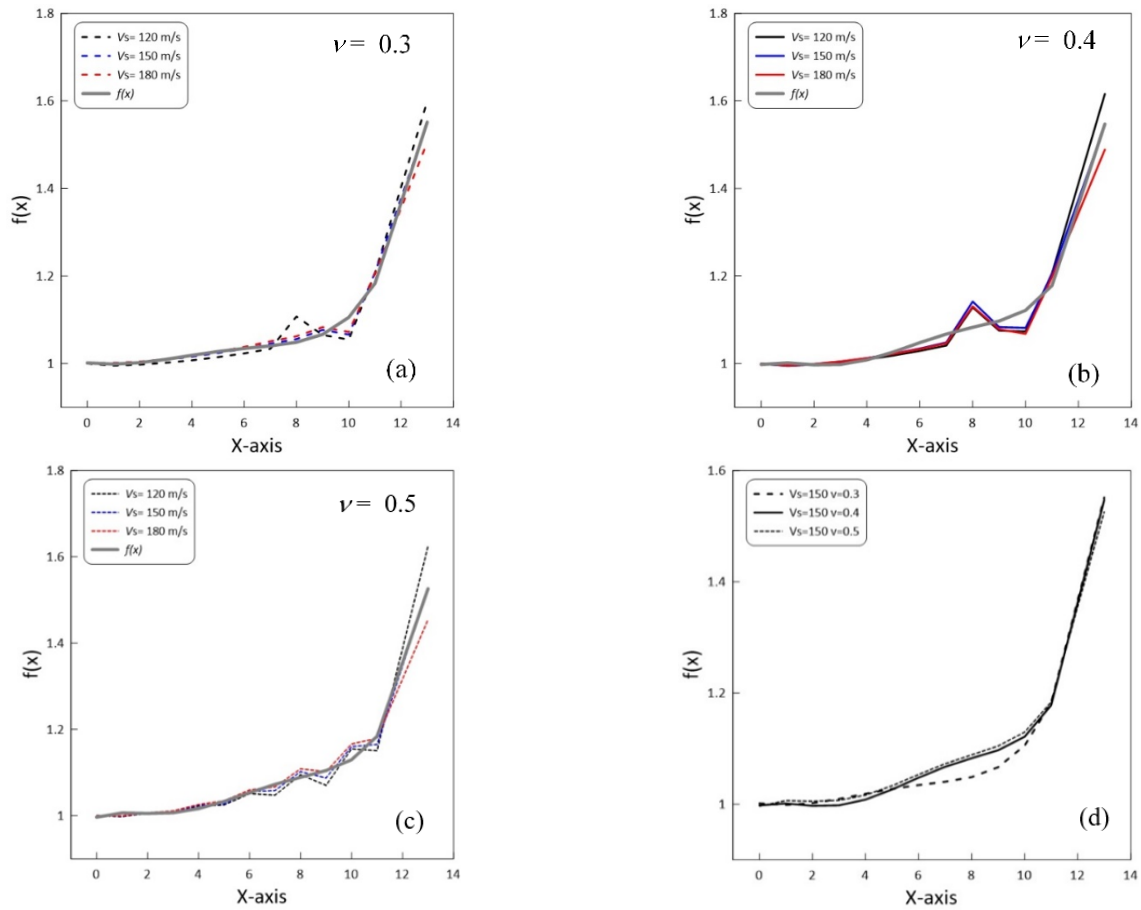 1.8
1.6
1.4
1.2
1
f(x)
Vs= 120 m/s
Vs= 150 m/s
Vs= 180 m/s
f(x)
ν = 0.3
(a)
0 2 4 6 8 10 12 14
X-axis
1.8
1.6
1.4
1.2
1
f(x)
Vs= 120 m/s
Vs= 150 m/s
Vs= 180 m/s
f(x)
ν = 0.4
(b)
0 2 4 6 8 10 12 14
X-axis
1.8
1.6
1.4
1.2
1
f(x)
Vs= 120 m/s
Vs= 150 m/s
Vs= 180 m/s
f(x)
ν = 0.5
(c)
0 2 4 6 8 10 12 14
X-axis
1.6
1.4
1.2
1
f(x)
Vs=150 v=0.3
Vs=150 v=0.4
Vs=150 v=0.5
(d)
0 2 4 6 8 10 12 14
X-axis